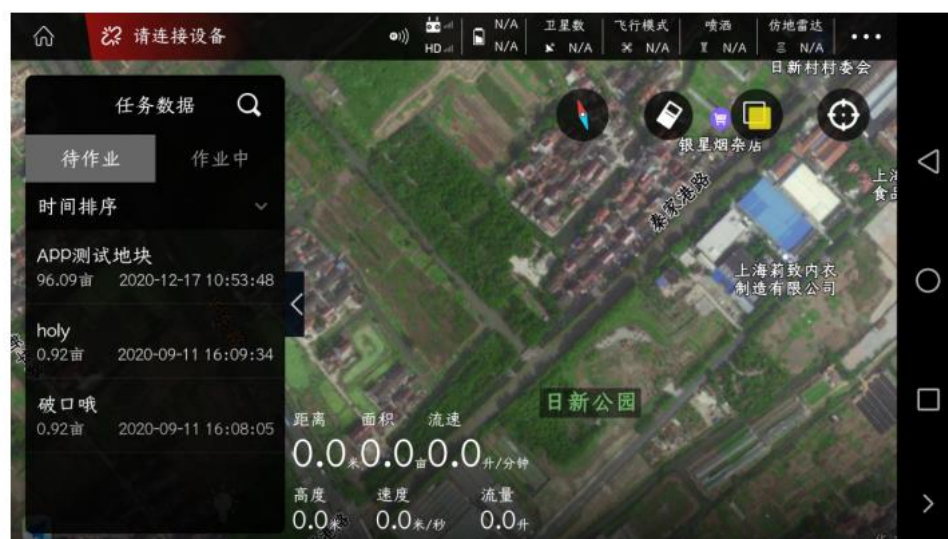 请连接设备
HD
N/A
N/A
卫星数
N/A
飞行模式
N/A
喷洒
N/A
仿地雷达
N/A
日新村村委会
任务数据
待作业
作业中
时间排序
APP测试地块
96.09亩 2020-12-17 10:53:48
holy
0.92亩 2020-09-11 16:09:34
破口哦
0.92亩 2020-09-11 16:08:05
银星烟杂店
秦家港路
上海
食品
上海莉致内衣
制造有限公司
日新公园
距离 面积 流速
0.0米 0.0亩 0.0升/分钟
高度 速度 流量
0.0米 0.0米/秒 0.0升